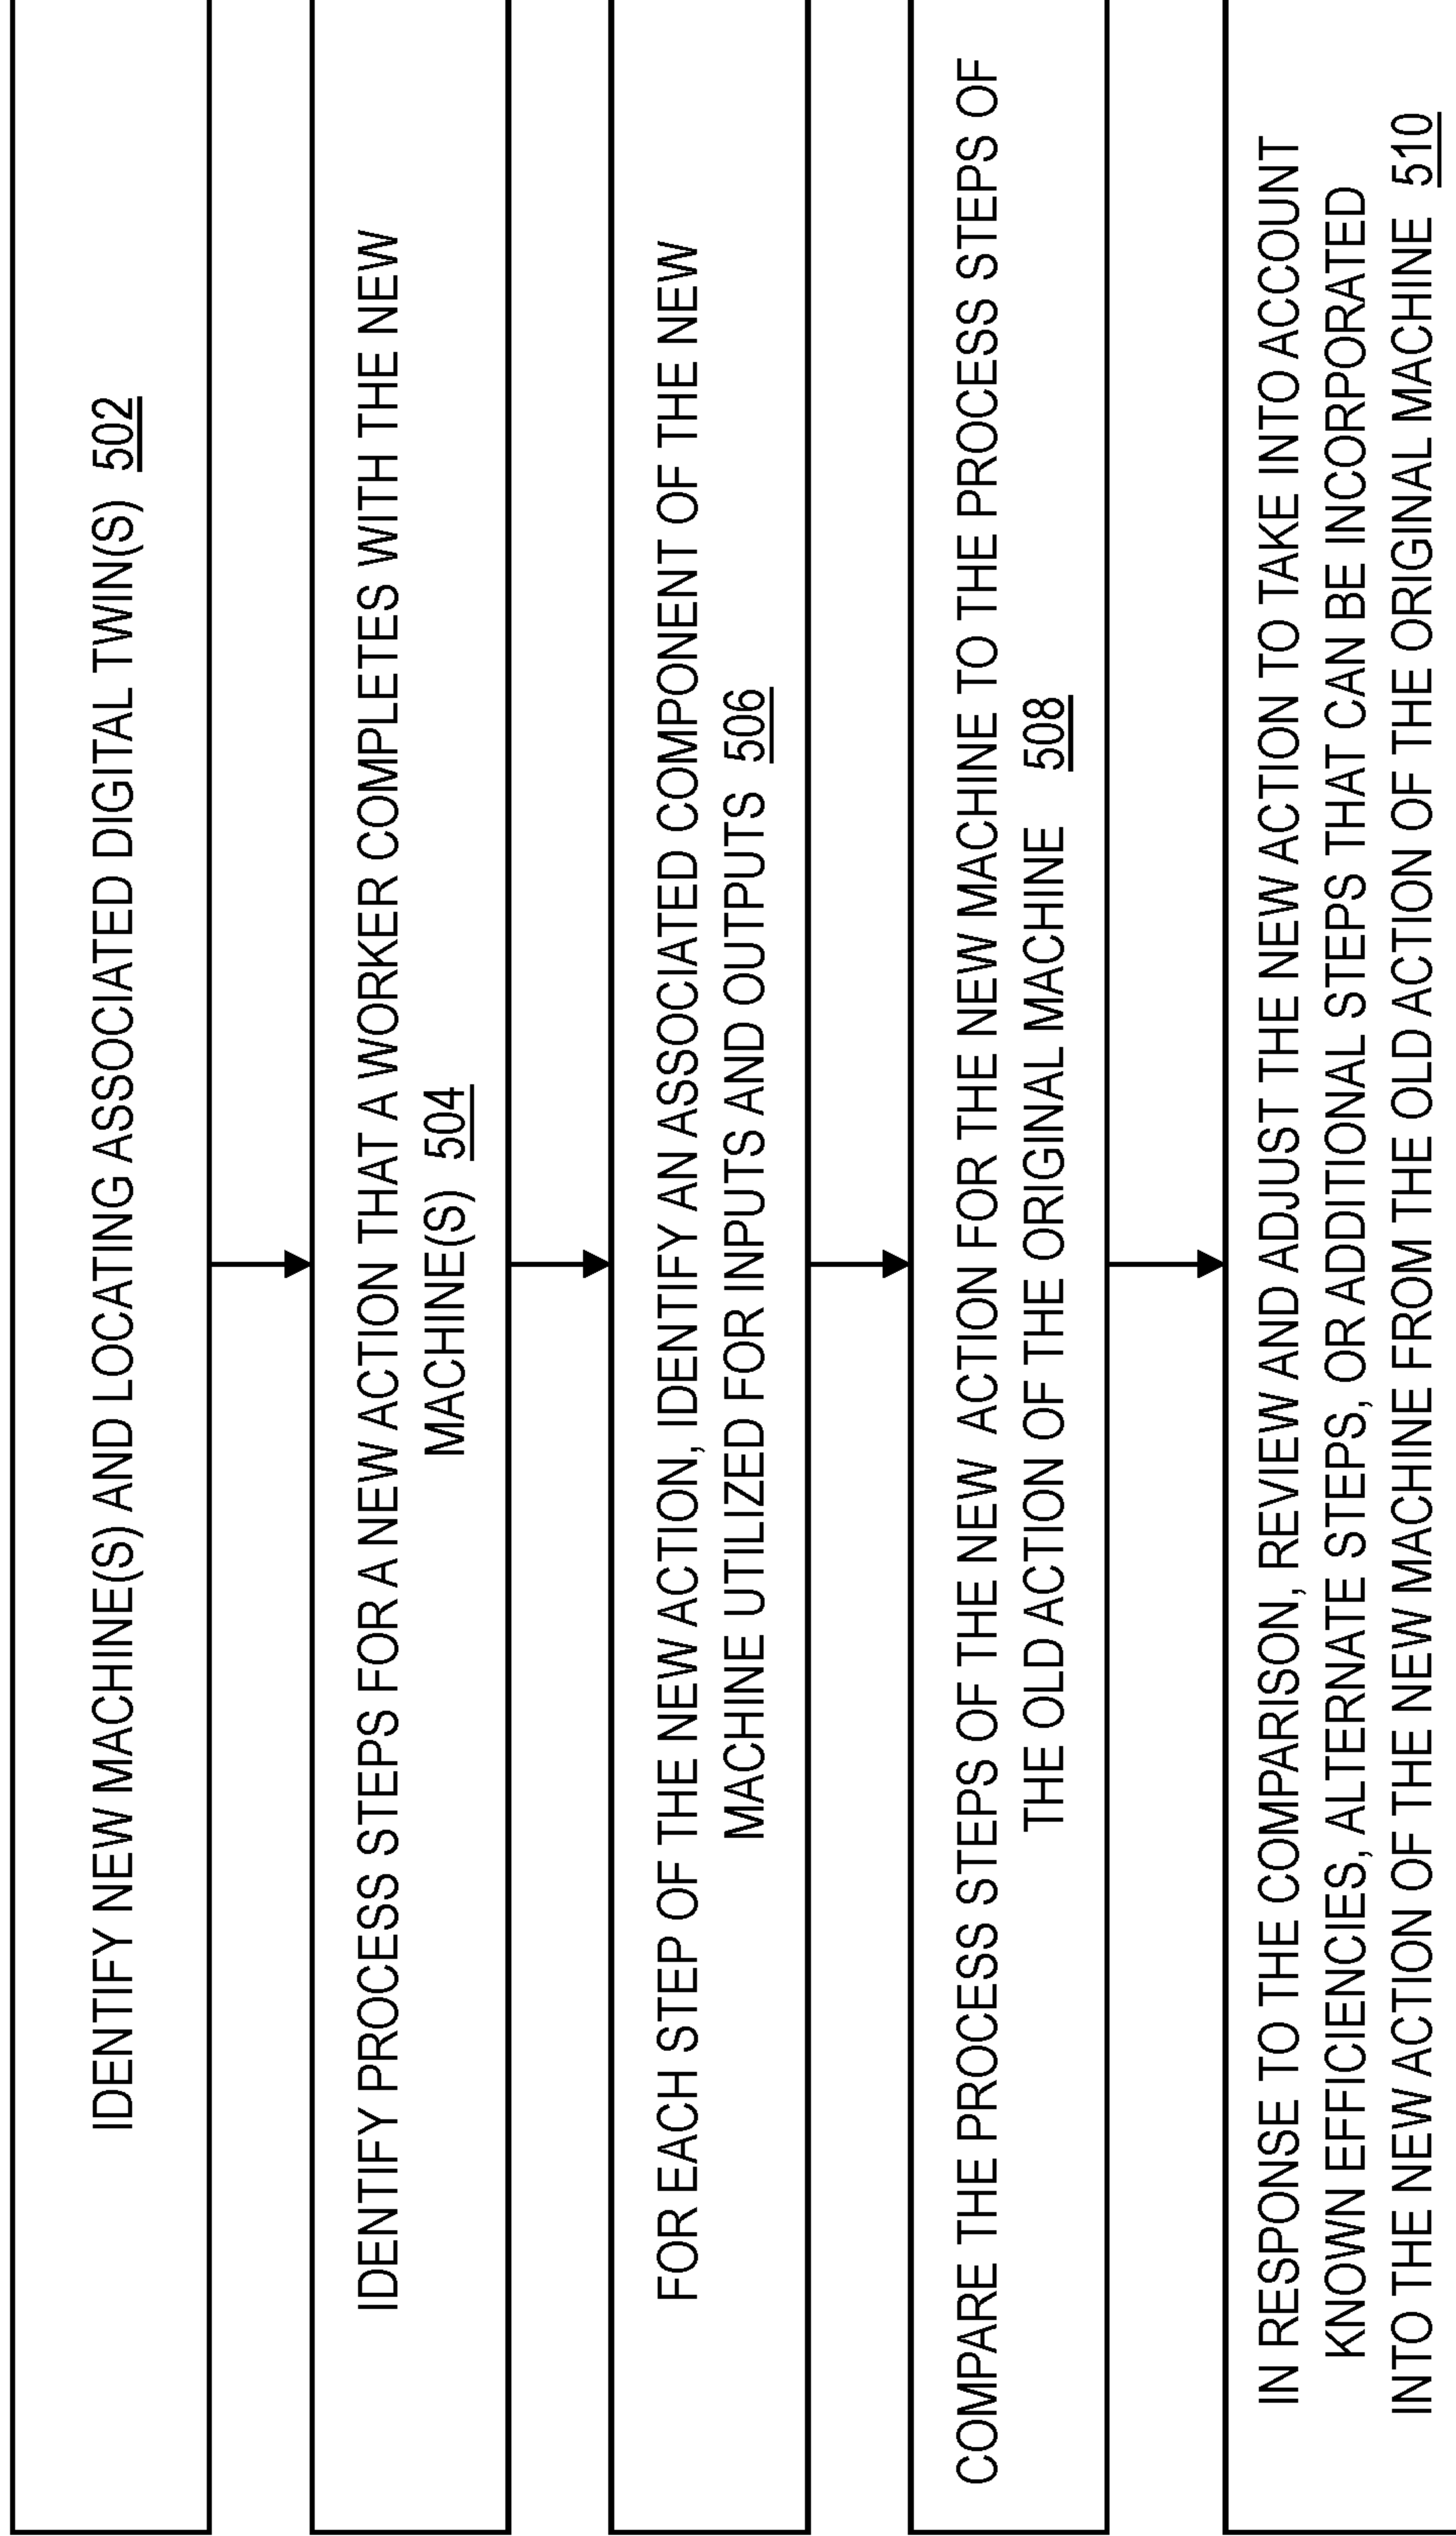 IDENTIFY NEW MACHINE(S) AND LOCATING ASSOCIATED DIGITAL TWIN(S) 502
IDENTIFY PROCESS STEPS FOR A NEW ACTION THAT A WORKER COMPLETES WITH THE NEW
MACHINE(S) 504
FOR EACH STEP OF THE NEW ACTION, IDENTIFY AN ASSOCIATED COMPONENT OF THE NEW
MACHINE UTILIZED FOR INPUTS AND OUTPUTS 506
COMPARE THE PROCESS STEPS OF THE NEW ACTION FOR THE NEW MACHINE TO THE PROCESS STEPS OF
THE OLD ACTION OF THE ORIGINAL MACHINE 508
IN RESPONSE TO THE COMPARISON, REVIEW AND ADJUST THE NEW ACTION TO TAKE INTO ACCOUNT
KNOWN EFFICIENCIES, ALTERNATE STEPS, OR ADDITIONAL STEPS THAT CAN BE INCORPORATED
INTO THE NEW ACTION OF THE NEW MACHINE FROM THE OLD ACTION OF THE ORIGINAL MACHINE 510